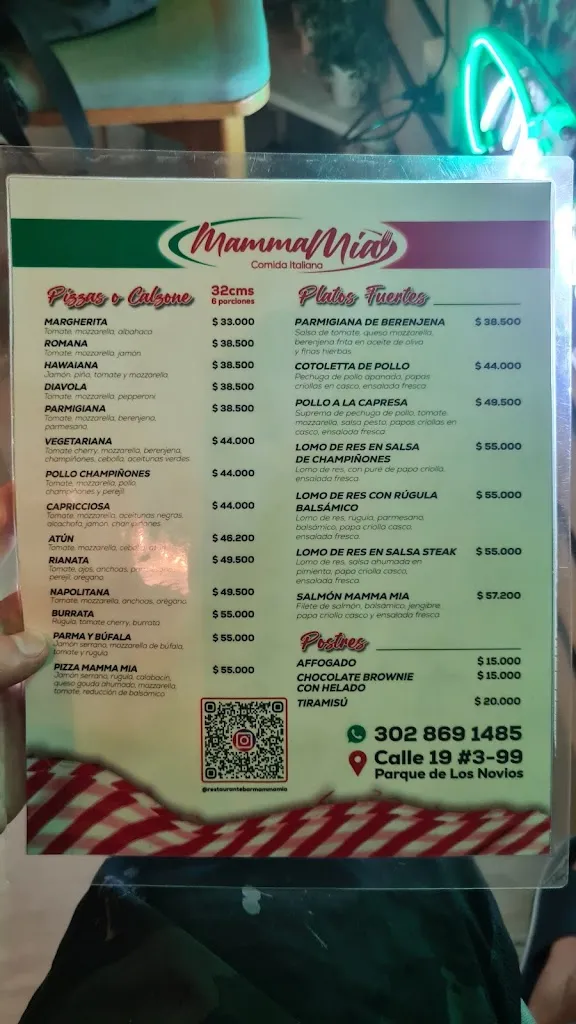 MammaMia
Comida Italiana
Pizzas o Calzone
32cms
6 porciones
MARGHERITA $ 33.000
Tomate, mozzarella, albahaca
ROMANA $ 38.500
Tomate, mozzarella, jamón
HAWAIANA $ 38.500
Jamón, piña, tomate y mozzarella
DIAVOLA $ 38.500
Tomate, mozzarella, pepperoni
PARMIGIANA $ 38.500
Tomate, mozzarella, berenjena,
parmesano
VEGETARIANA $ 44.000
Tomate cherry, mozzarella, berenjena,
champiñones, cebolla, aceitunas verdes
POLLO CHAMPIÑONES $ 44.000
Tomate, mozzarella, pollo,
champiñones y perejil
CAPRICCIOSA $ 44.000
Tomate, mozzarella, aceitunas negras,
alcachofa, jamón, champiñones
ATÚN $ 46.200
Tomate, mozzarella,
RIANATA $ 49.500
Tomate, ajos, anchoas,
perejil, orégano
NAPOLITANA $ 49.500
Tomate, mozzarella, anchoas, orégano
BURRATA $ 55.000
Rúgula, tomate cherry, burrata
PARMA Y BÚFALA $ 55.000
Jamón serrano, mozzarella de búfala,
tomate y rúgula
PIZZA MAMMA MIA $ 55.000
Jamón serrano, rúgula, calabacín,
queso gouda ahumado, mozzarella,
tomate, reducción de balsámico
@restaurantebarmammamia
Platos Fuertes
PARMIGIANA DE BERENJENA $ 38.500
Salsa de tomate, queso mozzarella,
berenjena frita en aceite de oliva
y finas hierbas
COTOLETTA DE POLLO $ 44.000
Pechuga de pollo apanada, papas
criollas en casco, ensalada fresca
POLLO A LA CAPRESA $ 49.500
Suprema de pechuga de pollo, tomate,
mozzarella, salsa pesto, papas criollas en
casco, ensalada fresca
LOMO DE RES EN SALSA $ 55.000
DE CHAMPIÑONES
Lomo de res, con puré de papa criolla,
ensalada fresca
LOMO DE RES CON RÚGULA $ 55.000
BALSÁMICO
Lomo de res, rugula, parmesano,
balsámico, papa criolla casco,
ensalada fresca
LOMO DE RES EN SALSA STEAK $ 55.000
Lomo de res, salsa ahumada en
pimienta, papa criolla casco,
ensalada fresca
SALMÓN MAMMA MIA $ 57.200
Filete de salmón, balsámico, jengibre,
papa criolla casco y ensalada fresca
Postres
AFFOGADO $ 15.000
CHOCOLATE BROWNIE $ 15.000
CON HELADO
TIRAMISÚ $ 20.000
302 869 1485
Calle 19 #3-99
Parque de Los Novios